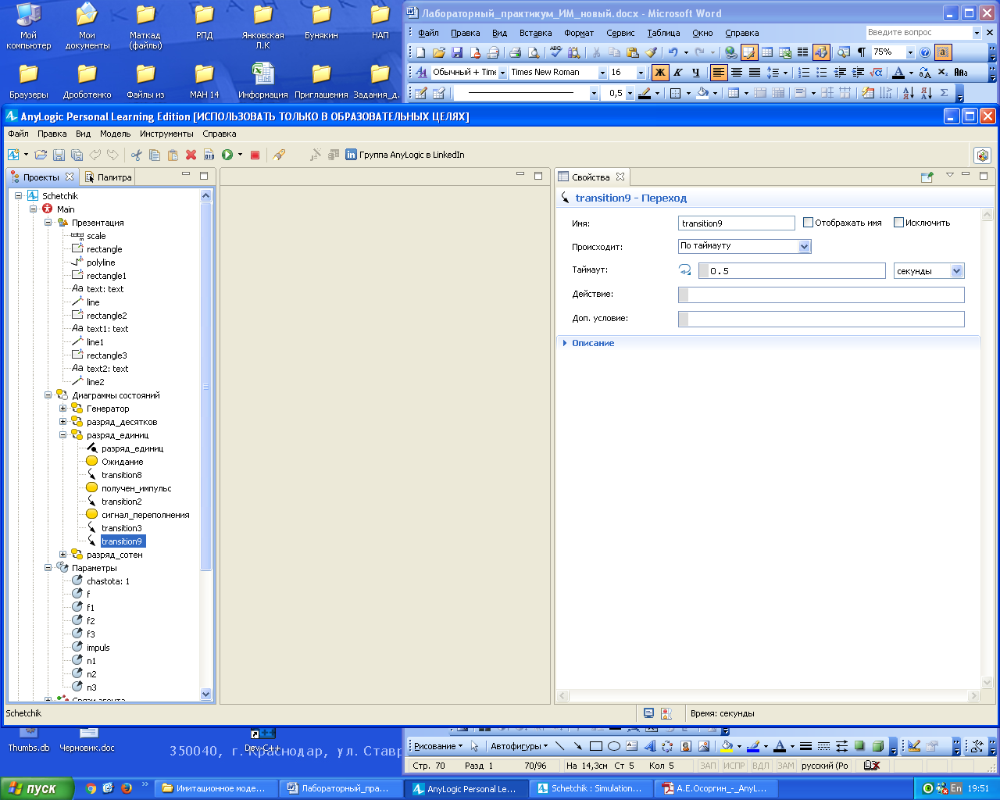 Мой компьютер
Мои документы
Маткад (файлы)
РПД
Янковская Л.К
Бунякин
НАП
Браузеры
Дроботенко
Файлы из
МАН 14
Информация
Приглашения
Задания_д.
Лабораторный_практикум_ИМ_новый.docx - Microsoft Word
Файл Правка Вид Вставка Формат Сервис Таблица Окно Справка
Введите вопрос
75%
Обычный + Time Times New Roman 16 Ж К Ч
0,5
AnyLogic Personal Learning Edition [ИСПОЛЬЗОВАТЬ ТОЛЬКО В ОБРАЗОВАТЕЛЬНЫХ ЦЕЛЯХ]
Файл Правка Вид Модель Инструменты Справка
Группа AnyLogic в LinkedIn
Проекты Палитра
Schetchik
Main
Презентация
scale
rectangle
polyline
rectangle1
text: text
line
rectangle2
text1: text
line1
rectangle3
text2: text
line2
Диаграммы состояний
Генератор
разряд_десятков
разряд_единиц
разряд_единиц
Ожидание
transition8
получен_импульс
transition2
сигнал_переполнения
transition3
transition9
разряд_сотен
Параметры
chastota: 1
f
f1
f2
f3
impuls
n1
n2
n3
Связи агента
Свойства
transition9 - Переход
Имя: transition9 Отображать имя Исключить
Происходит: По таймауту
Таймаут: 0.5 секунды
Действие:
Доп. условие:
Описание
Schetchik
Время: секунды
Thumbs.db
Черновик.doc
Dev-C++
350040, г. Краснодар, ул. Ставр
Рисование Автофигуры
Стр. 70 Разд 1 70/96 На 14,3см Ст 5 Кол 5 ЗАП ИСПР ВДЛ ЗАМ русский (Ро
пуск
Имитационное моде...
Лабораторный_пра...
AnyLogic Personal Le...
Schetchik : Simulation...
А.Е.Осоргин_-_AnyL...
En 19:51